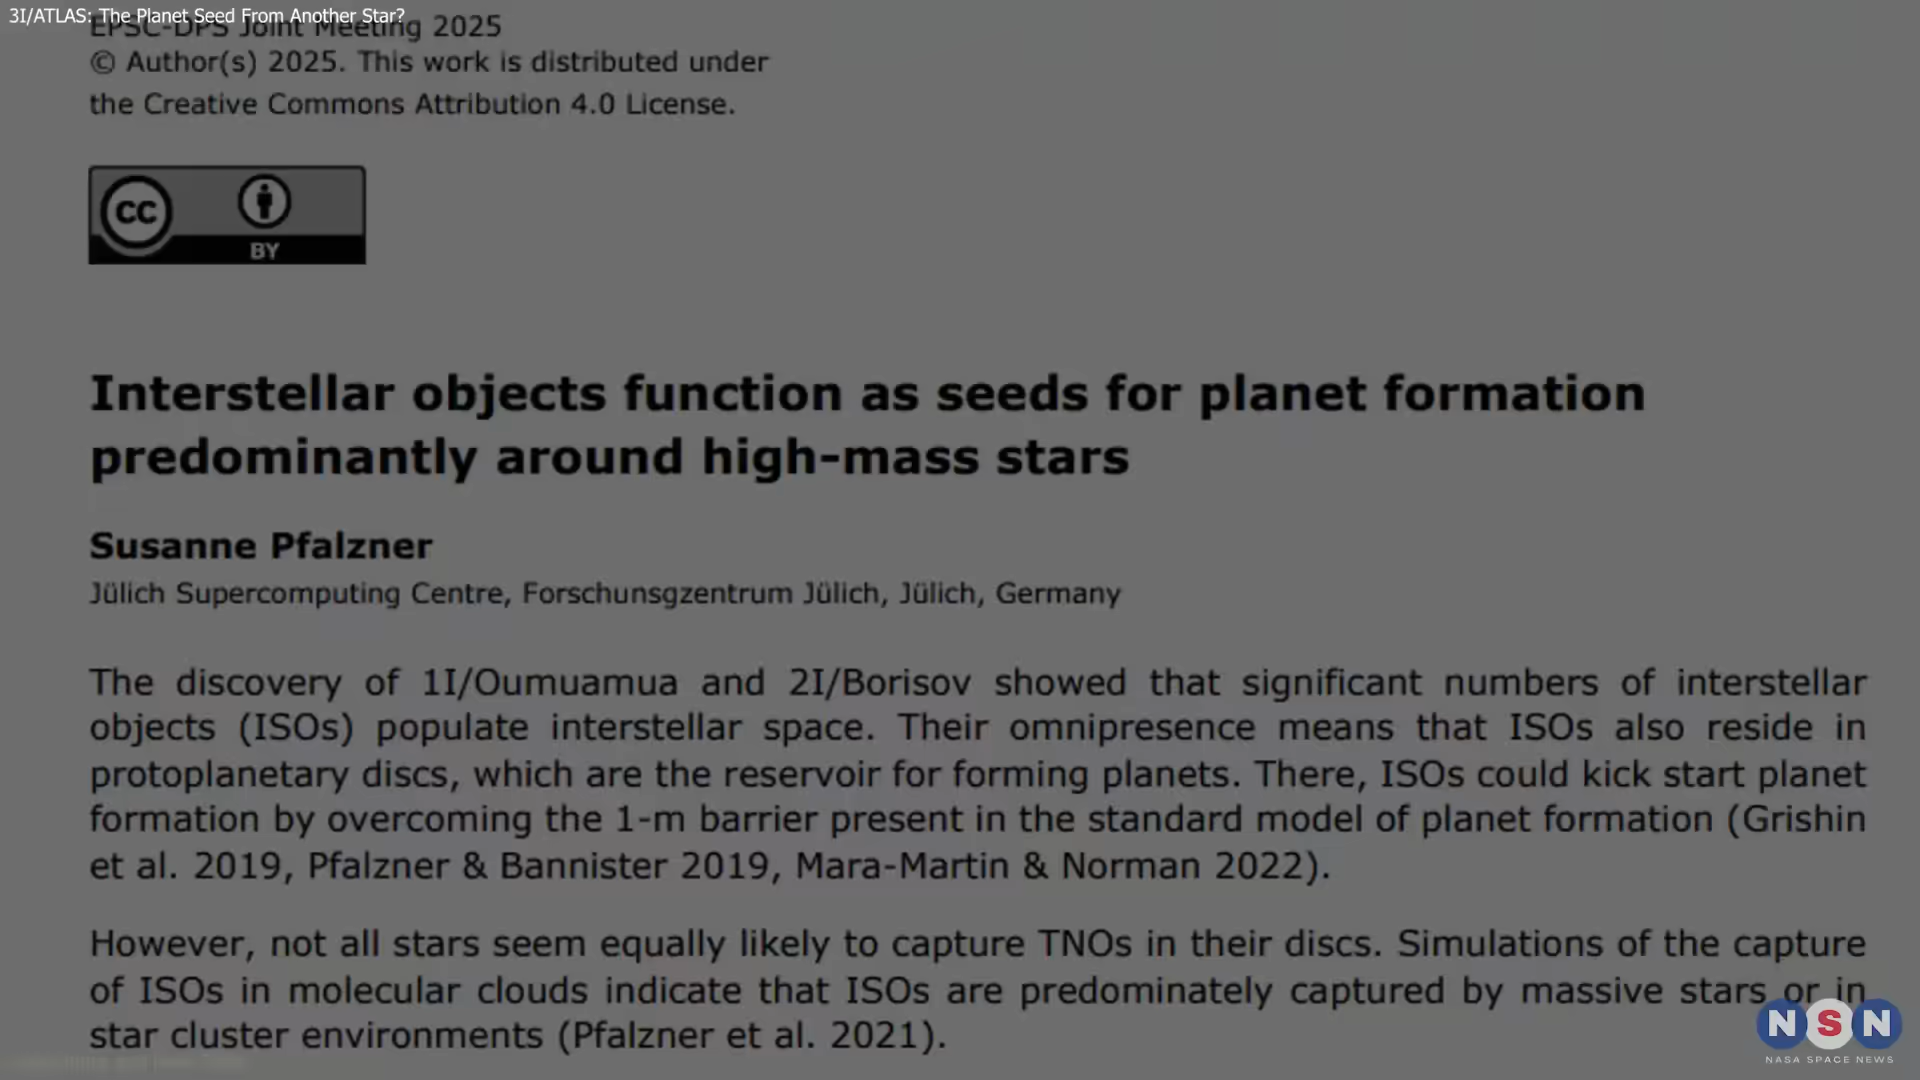 3I/ATLAS: The Planet Seed From Another Star?
EPSC-DPS Joint Meeting 2025
© Author(s) 2025. This work is distributed under
the Creative Commons Attribution 4.0 License.
CC
BY
Interstellar objects function as seeds for planet formation
predominantly around high-mass stars
Susanne Pfalzner
Jülich Supercomputing Centre, Forschunsgzentrum Jülich, Jülich, Germany
The discovery of 1I/Oumuamua and 2I/Borisov showed that significant numbers of interstellar
objects (ISOs) populate interstellar space. Their omnipresence means that ISOs also reside in
protoplanetary discs, which are the reservoir for forming planets. There, ISOs could kick start planet
formation by overcoming the 1-m barrier present in the standard model of planet formation (Grishin
et al. 2019, Pfalzner & Bannister 2019, Mara-Martin & Norman 2022).
However, not all stars seem equally likely to capture TNOs in their discs. Simulations of the capture
of ISOs in molecular clouds indicate that ISOs are predominately captured by massive stars or in
star cluster environments (Pfalzner et al. 2021).
NSN
NASA SPACE NEWS